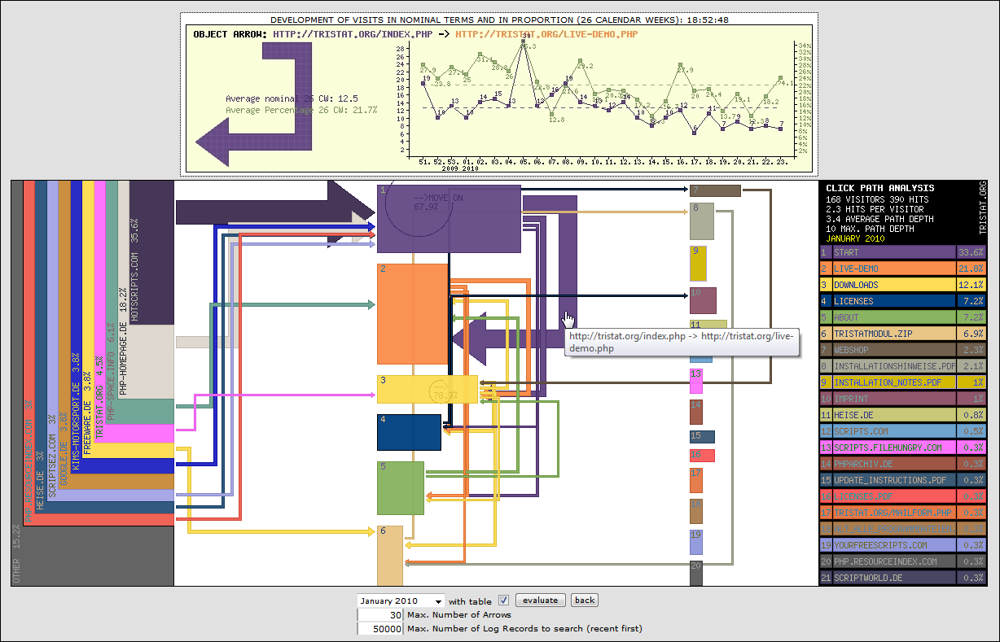 DEVELOPMENT OF VISITS IN NOMINAL TERMS AND IN PROPORTION (26 CALENDAR WEEKS): 18:52:48
OBJECT ARROW: HTTP://TRISTAT.ORG/INDEX.PHP -> HTTP://TRISTAT.ORG/LIVE-DEMO.PHP
Average nominal 26 CW: 12.5
Average Percentage 26 CW: 21.7%
28
26
24
22
20
18
16
14
12
10
8
6
4
2
34%
32%
30%
28%
26%
24%
22%
20%
18%
16%
14%
12%
10%
8%
6%
4%
2%
51. 52. 53. 01. 02. 03. 04. 05. 06. 07. 08. 09. 10. 11. 12. 13. 14. 15. 16. 17. 18. 19. 20. 21. 22. 23.
2009 2010
OTHER 15.2%
PHP.RESOURCEINDEX.COM 3%
HEISE.DE 3%
SCRIPTSEZ.COM 3%
GOOGLE.DE 3.8%
KIMS-MOTORSPORT.DE 3.8%
FREEWARE.DE 3.8%
TRISTAT.ORG 4.5%
PHP-SPACE.INFO 6.1%
PHP-HOMEPAGE.DE 18.2%
HOTSCRIPTS.COM 35.6%
1
-->MOVE ON
67.9%
2
3
4
5
6
7
8
9
10
11
13
14
15
16
17
18
19
20
http://tristat.org/index.php -> http://tristat.org/live-
demo.php
CLICK PATH ANALYSIS
168 VISITORS 390 HITS
2.3 HITS PER VISITOR
3.4 AVERAGE PATH DEPTH
10 MAX. PATH DEPTH
JANUARY 2010
TRISTAT.ORG
1 START 33.6%
2 LIVE-DEMO 21.8%
3 DOWNLOADS 12.1%
4 LICENSES 7.2%
5 ABOUT 7.2%
6 TRISTATMODUL.ZIP 6.9%
7 WEBSHOP 2.3%
8 INSTALLATIONSHINWEISE.PDF 2.1%
9 INSTALLATION_NOTES.PDF 1%
10 IMPRINT 1%
11 HEISE.DE 0.8%
12 SCRIPTS.COM 0.5%
13 SCRIPTS.FILEHUNGRY.COM 0.3%
14 PHPARCHIV.DE 0.3%
15 UPDATE_INSTRUCTIONS.PDF 0.3%
16 LICENSES.PDF 0.3%
17 TRISTAT.ORG/MAILFORM.PHP 0.3%
18 0.3%
19 YOURFREESCRIPTS.COM 0.3%
20 PHP.RESOURCEINDEX.COM 0.3%
21 SCRIPTWORLD.DE 0.3%
January 2010 with table evaluate back
30 Max. Number of Arrows
50000 Max. Number of Log Records to search (recent first)